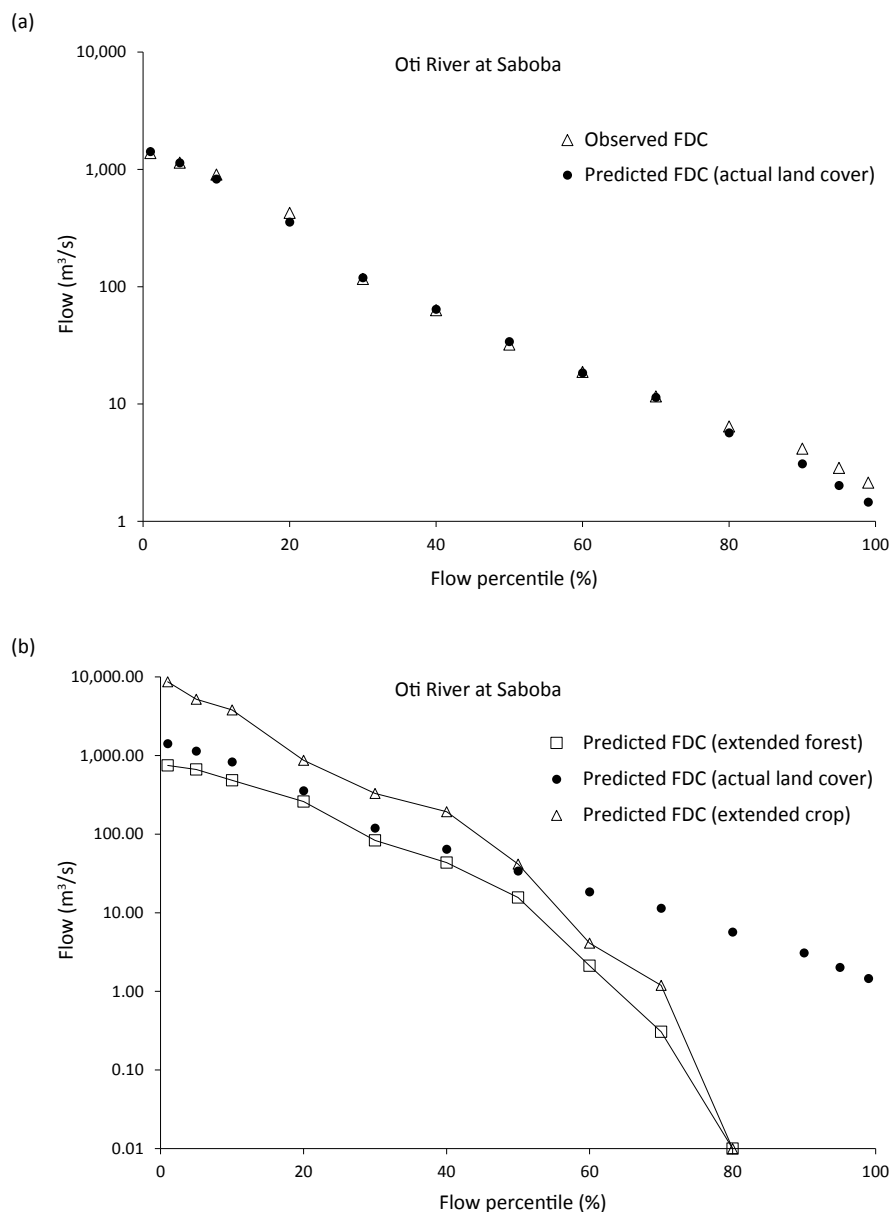 (a)
10,000
Oti River at Saboba
Observed FDC
1,000
Predicted FDC (actual land cover)
Flow (m³/s)
100
10
1
0 20 40 60 80 100
Flow percentile (%)
(b)
10,000.00
Oti River at Saboba
Predicted FDC (extended forest)
1,000.00
Predicted FDC (actual land cover)
Predicted FDC (extended crop)
100.00
Flow (m³/s)
10.00
1.00
0.10
0.01
0 20 40 60 80 100
Flow percentile (%)